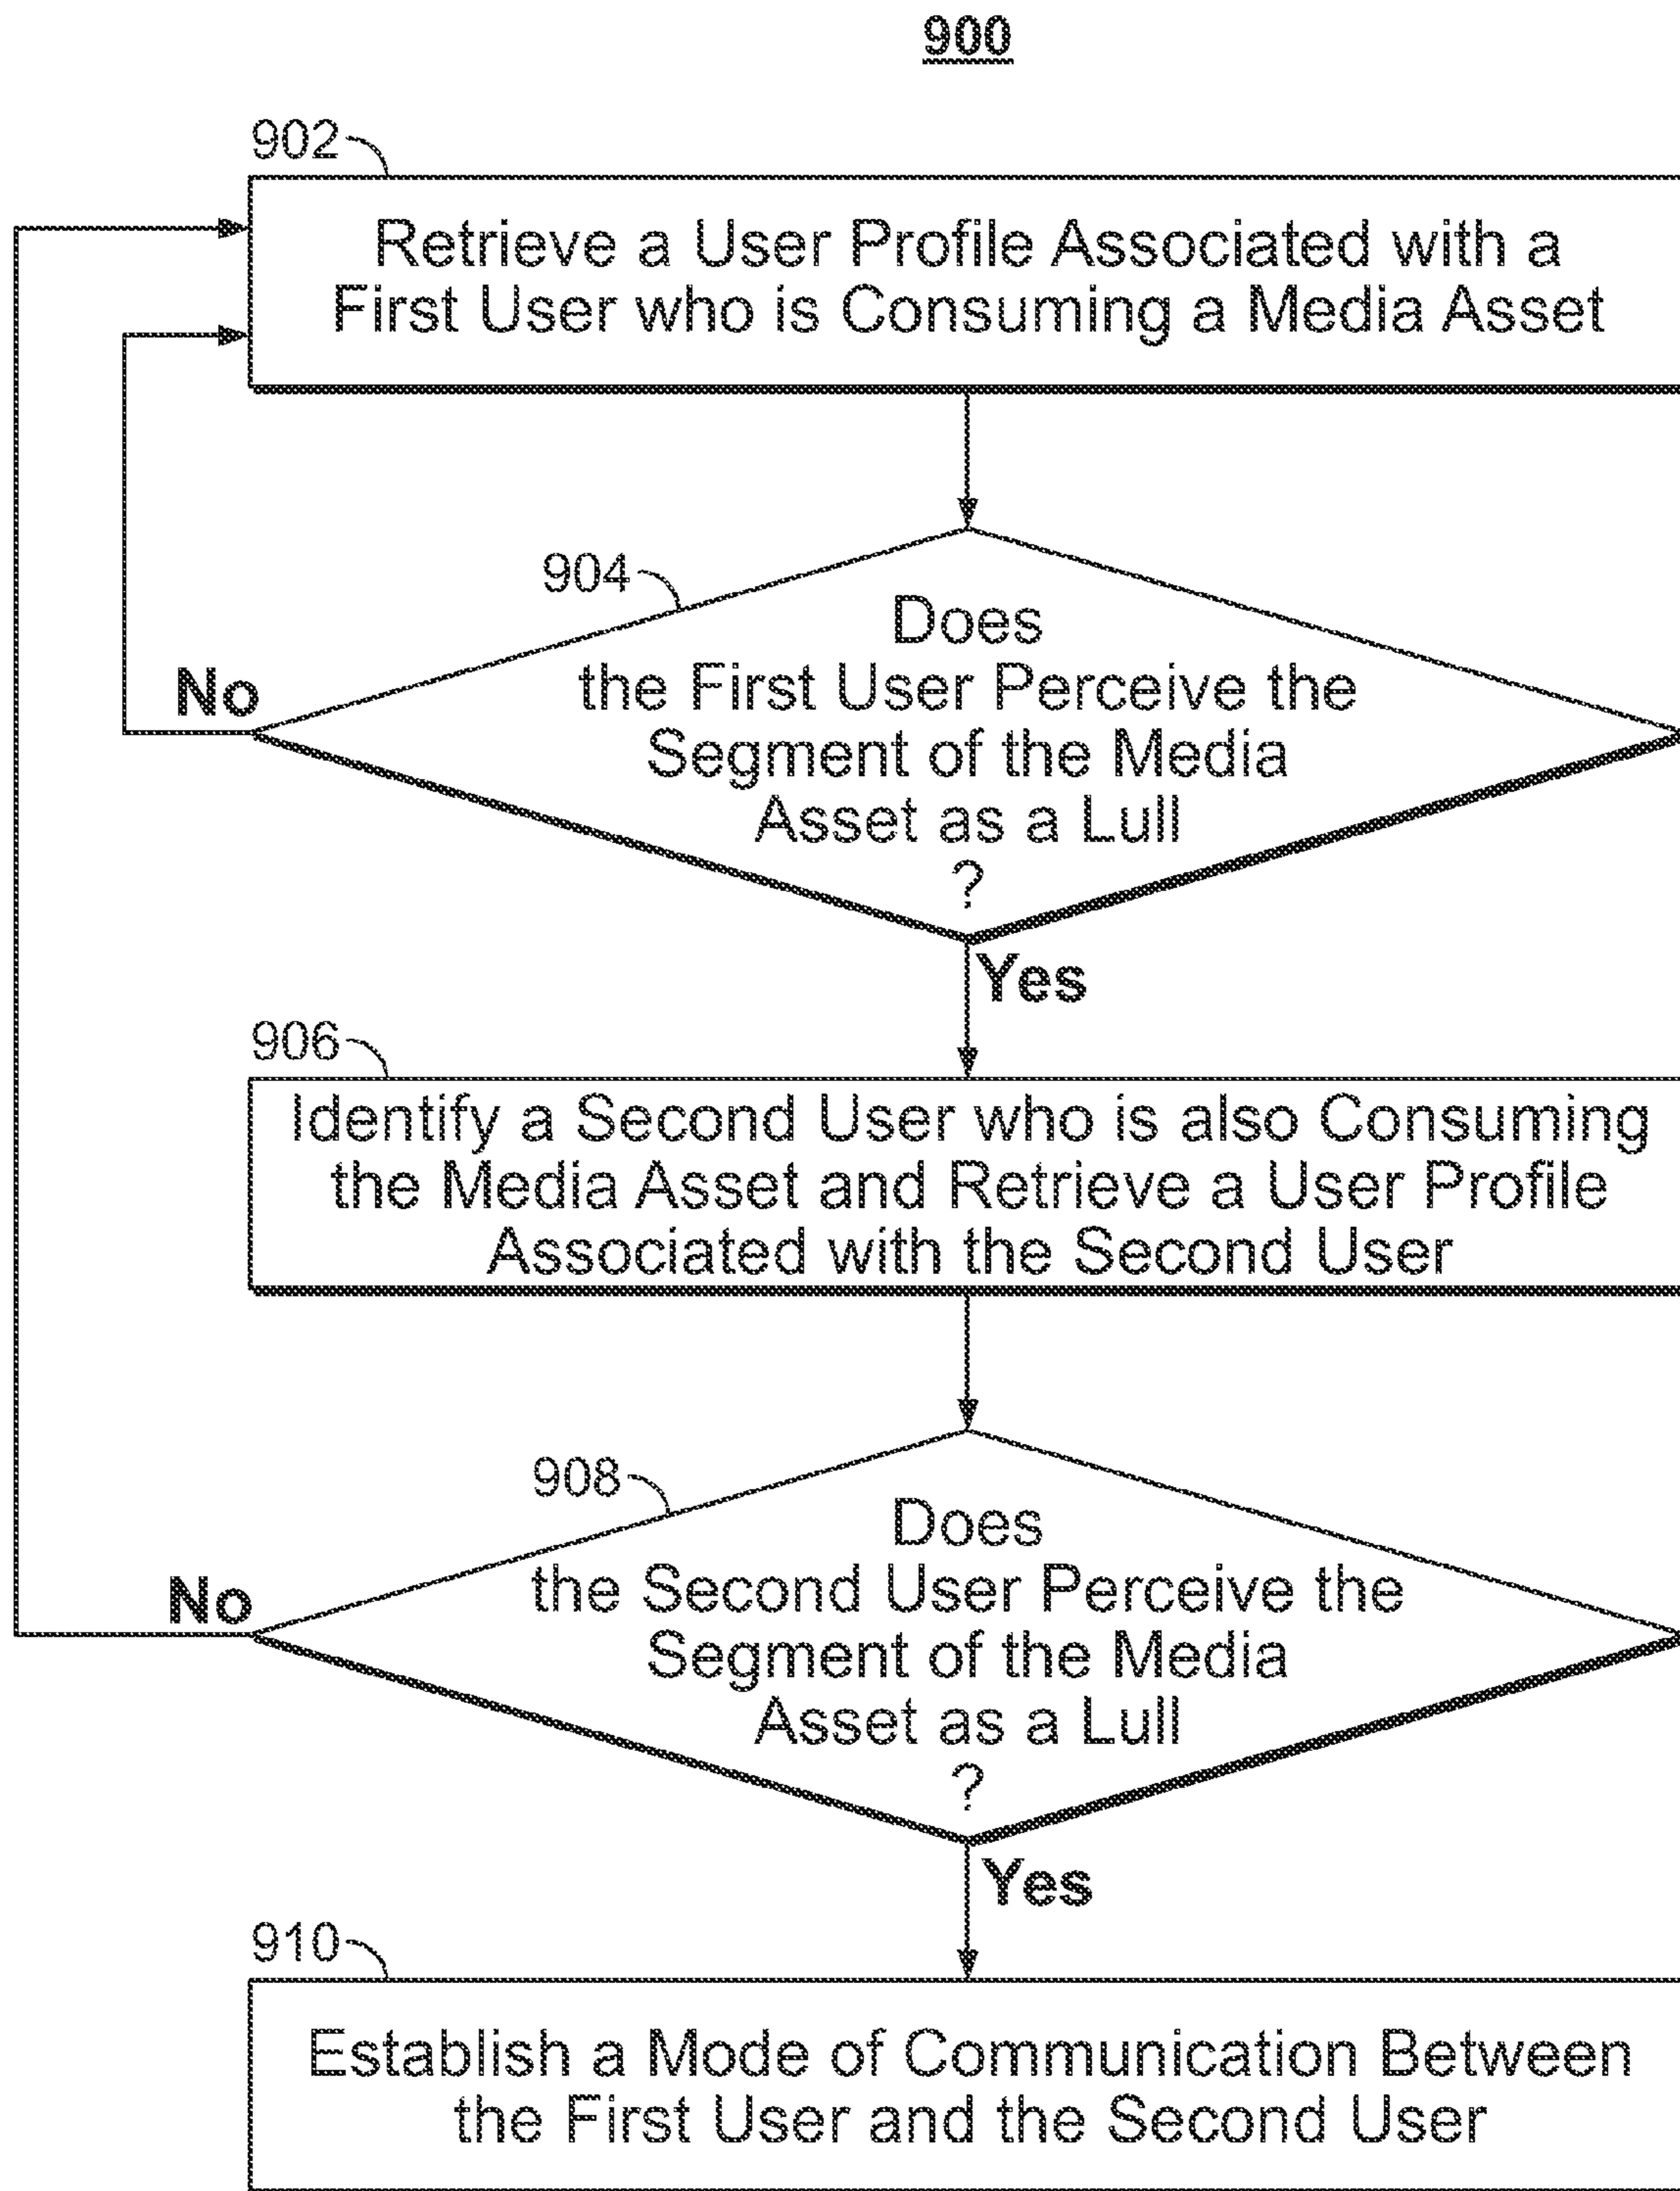 900
902
Retrieve a User Profile Associated with a
First User who is Consuming a Media Asset
904
Does
the First User Perceive the
Segment of the Media
Asset as a Lull
?
No
Yes
906
Identify a Second User who is also Consuming
the Media Asset and Retrieve a User Profile
Associated with the Second User
908
Does
the Second User Perceive the
Segment of the Media
Asset as a Lull
?
No
Yes
910
Establish a Mode of Communication Between
the First User and the Second User